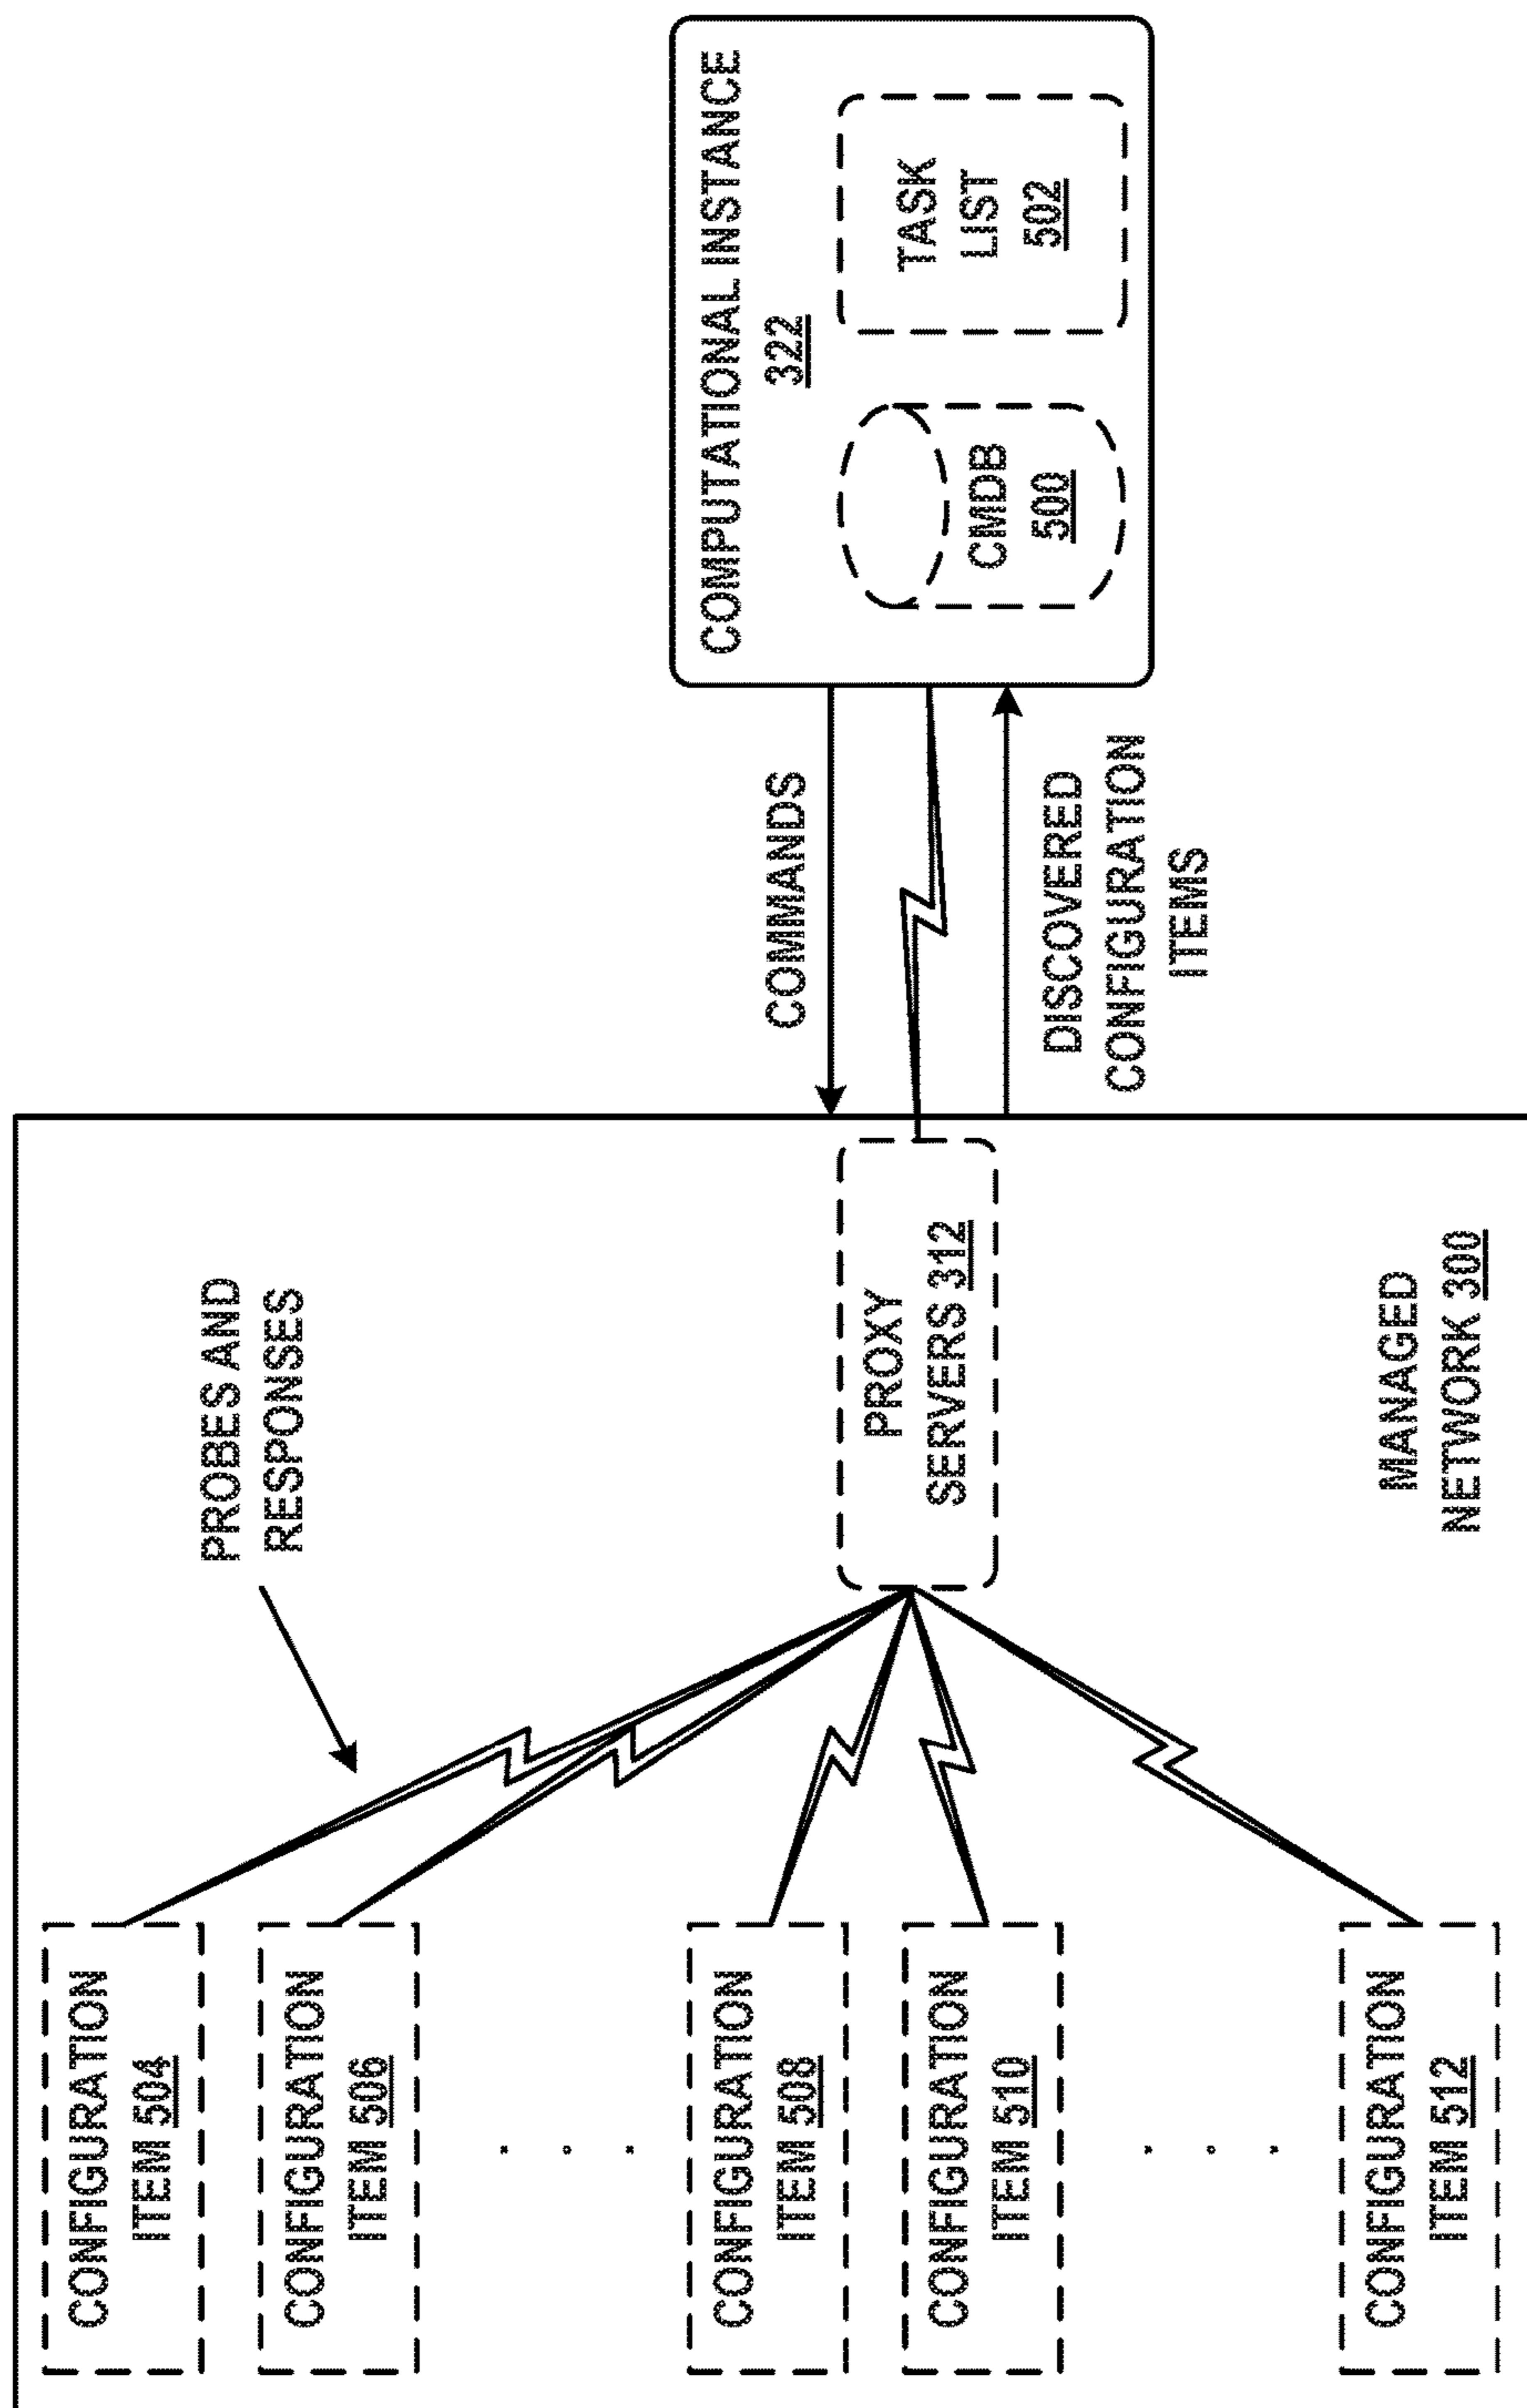 CONFIGURATION
ITEM 504
CONFIGURATION
ITEM 506
CONFIGURATION
ITEM 508
CONFIGURATION
ITEM 510
CONFIGURATION
ITEM 512
PROBES AND
RESPONSES
PROXY
SERVERS 312
MANAGED
NETWORK 300
COMMANDS
DISCOVERED
CONFIGURATION
ITEMS
COMPUTATIONAL INSTANCE
322
CMDB
500
TASK
LIST
502